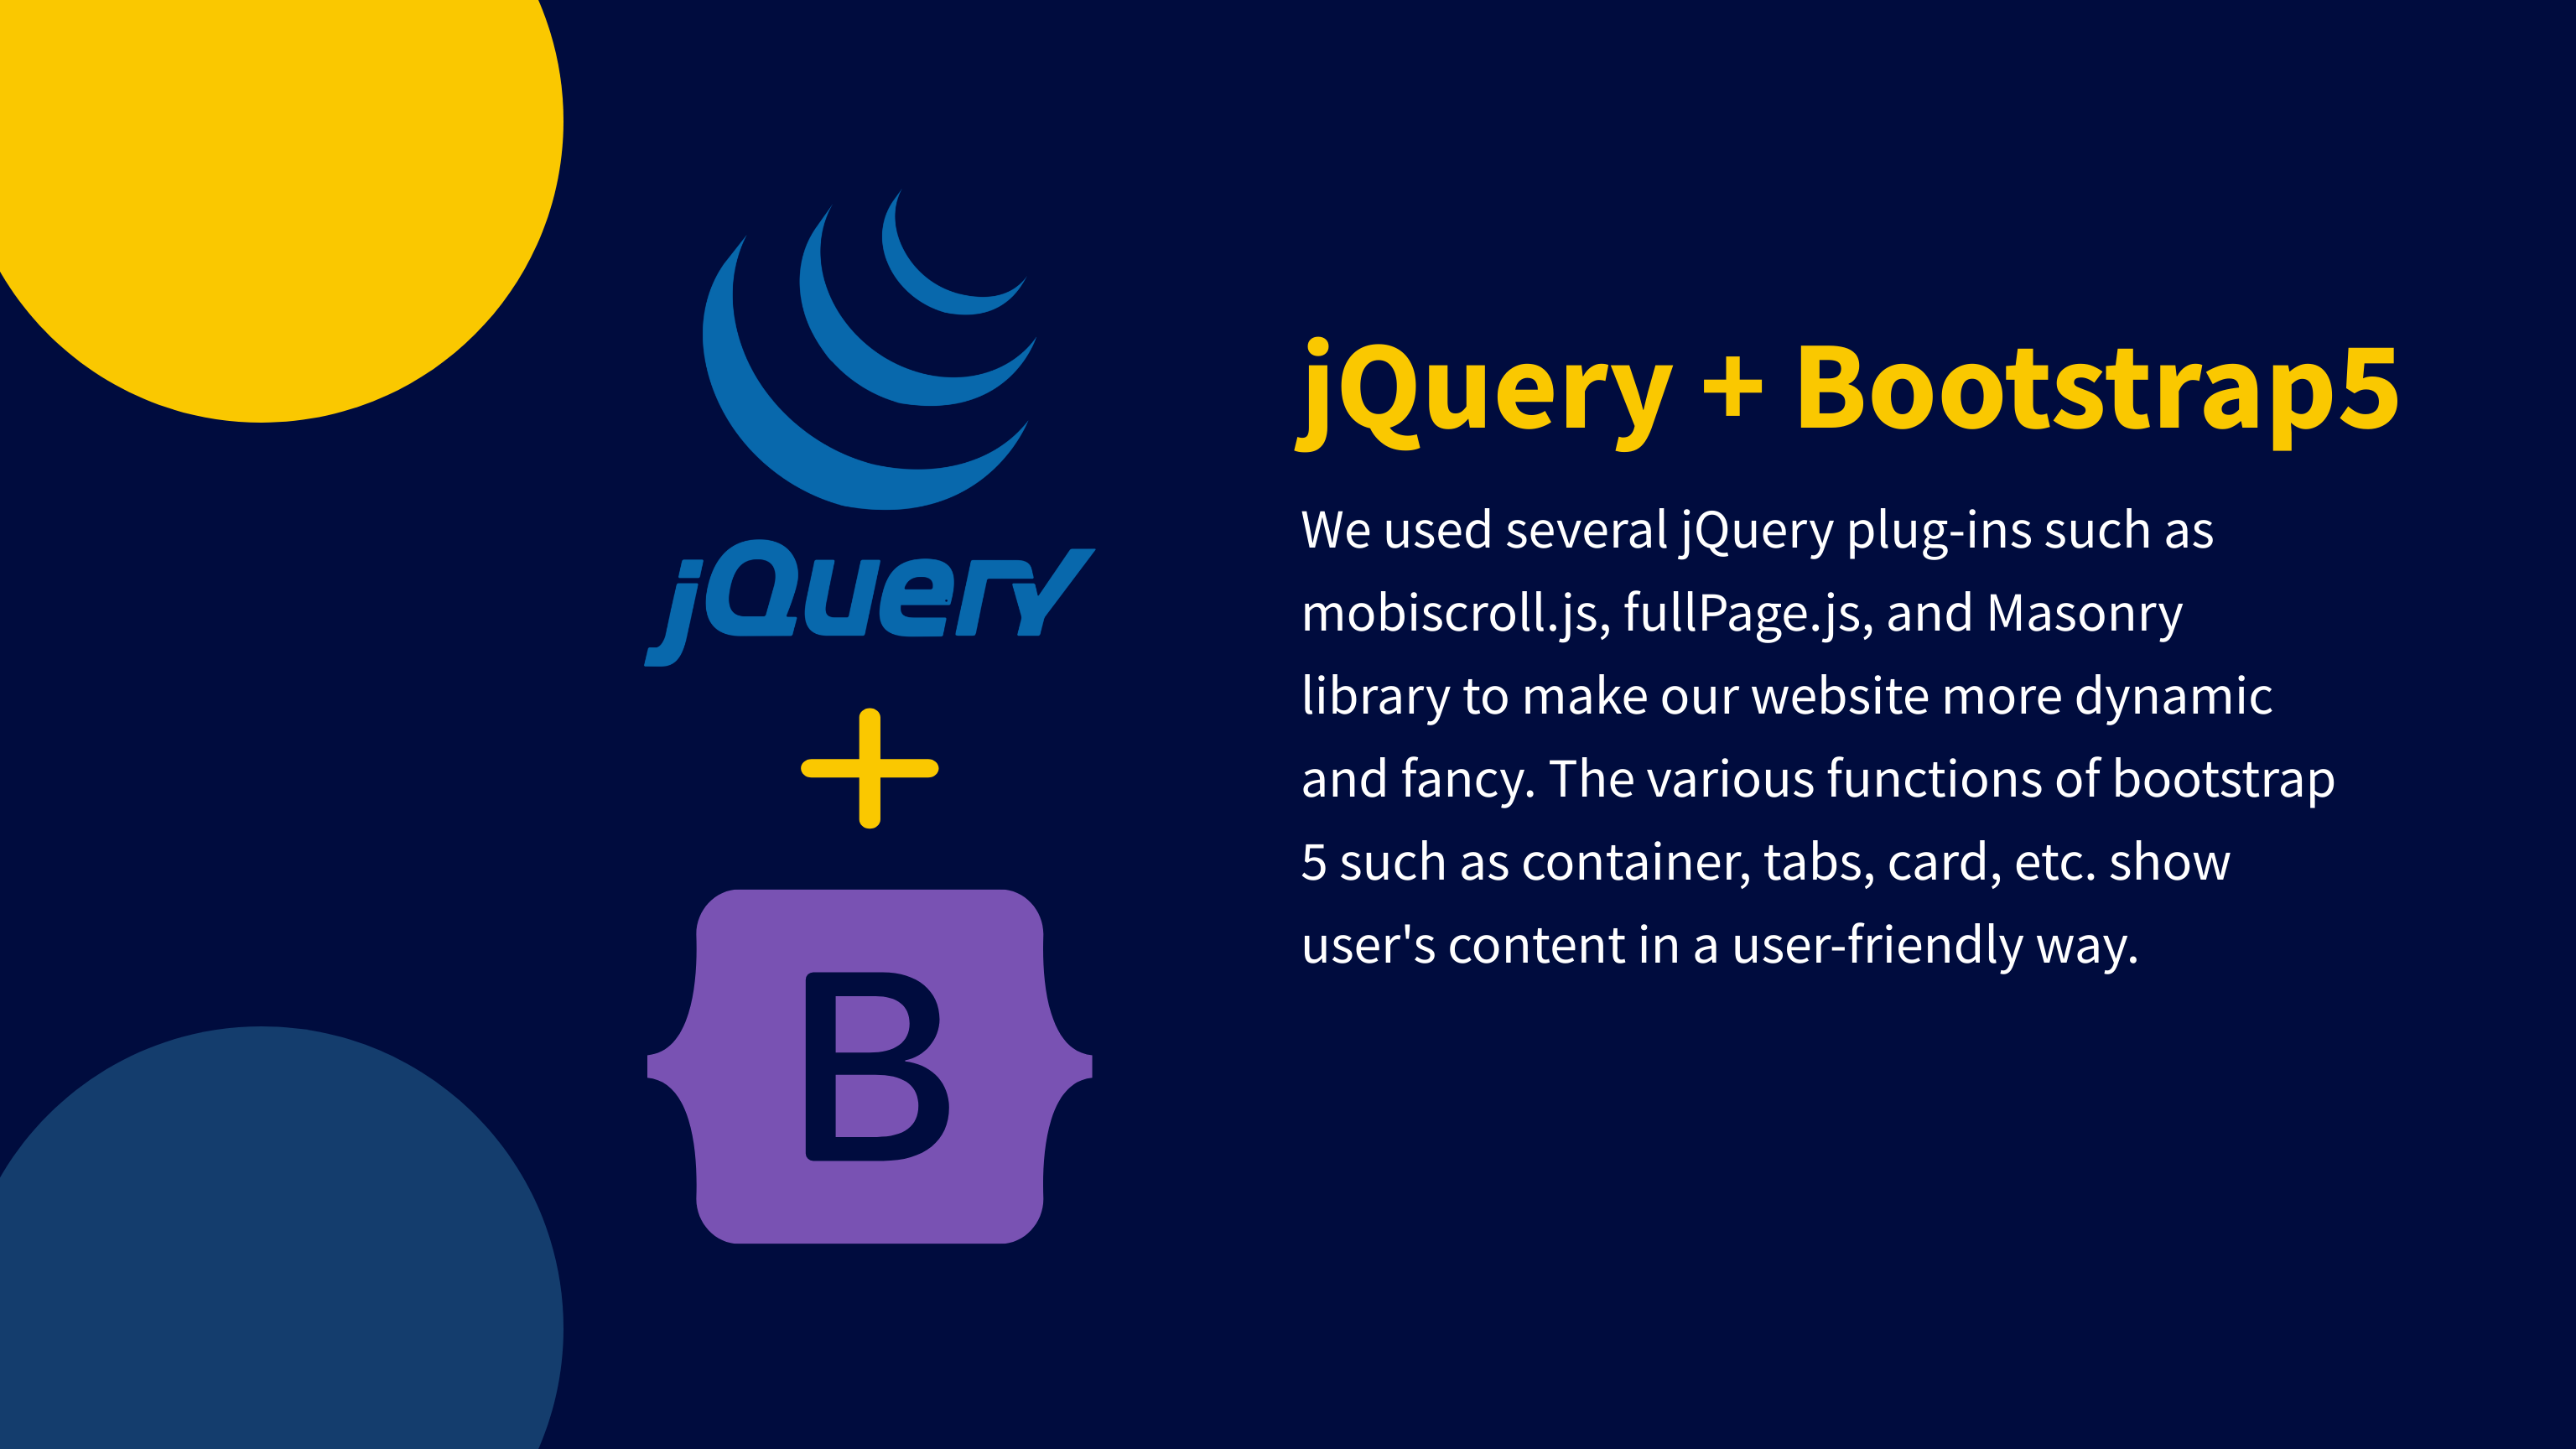 jQuery
B
jQuery + Bootstrap5
We used several jQuery plug-ins such as
mobiscroll.js, fullPage.js, and Masonry
library to make our website more dynamic
and fancy. The various functions of bootstrap
5 such as container, tabs, card, etc. show
user's content in a user-friendly way.